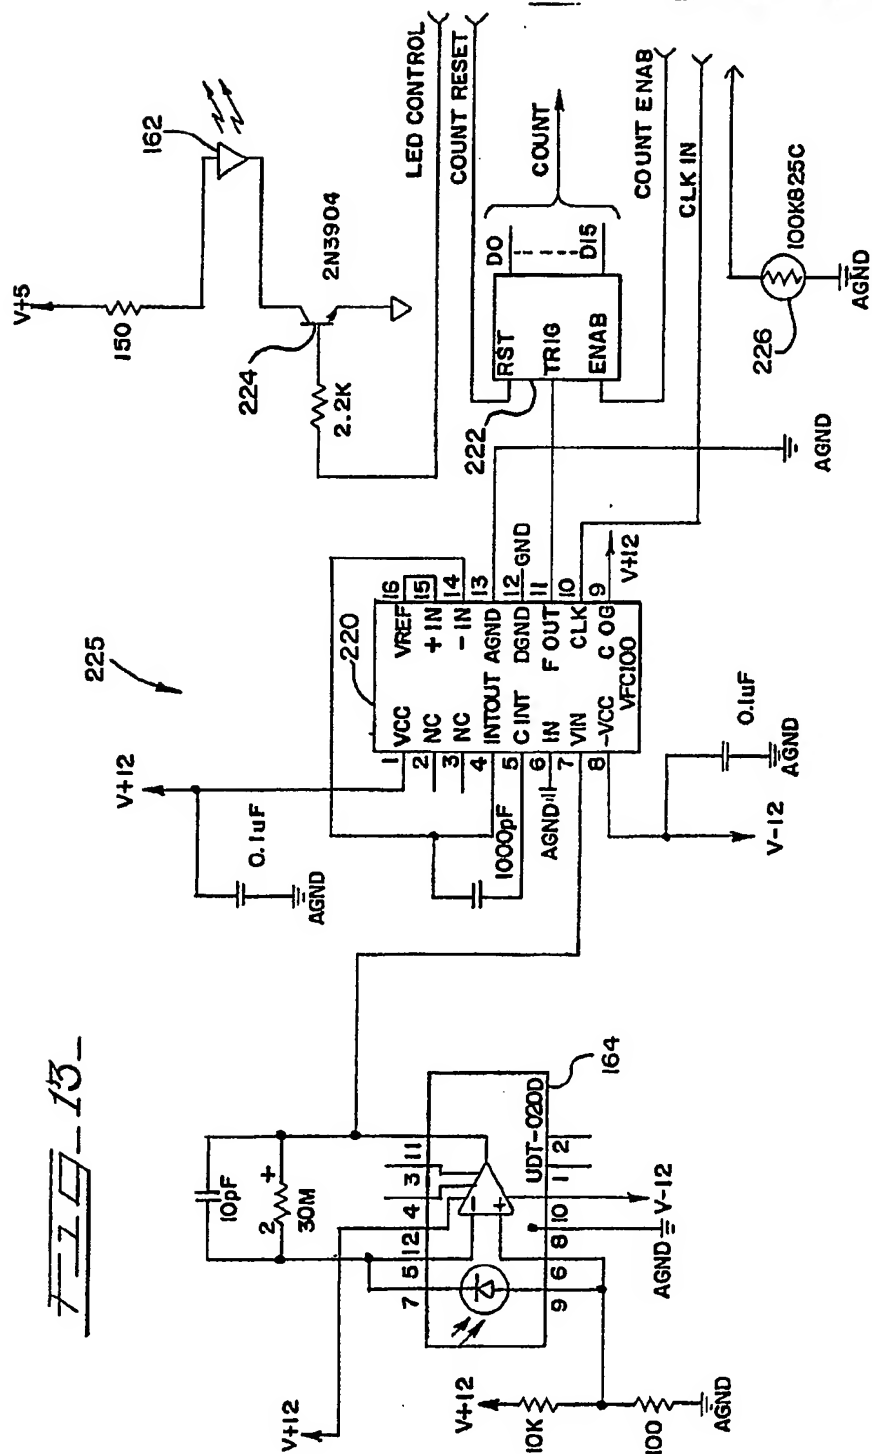 FIG_13_
V+12
10K
100
AGND
V+12
10pF
2
+
30M
7
5
12
4
3
11
-
+
9
6
8
10
1
2
UDT-020D
164
AGND
V-12
225
V+12
0.1uF
AGND
1000pF
AGND
220
1
2
3
4
5
6
7
8
VCC
NC
NC
INTOUT
C INT
IN
VIN
-VCC
VREF
+IN
-IN
AGND
DGND
F OUT
CLK
C OG
VFC100
16
15
14
13
12
11
10
9
GND
V+12
0.1uF
AGND
V-12
V+5
150
162
224
2N3904
2.2K
LED CONTROL
COUNT RESET
222
RST
TRIG
ENAB
D0
D15
COUNT
COUNT ENAB
CLK IN
AGND
100K825C
226
AGND